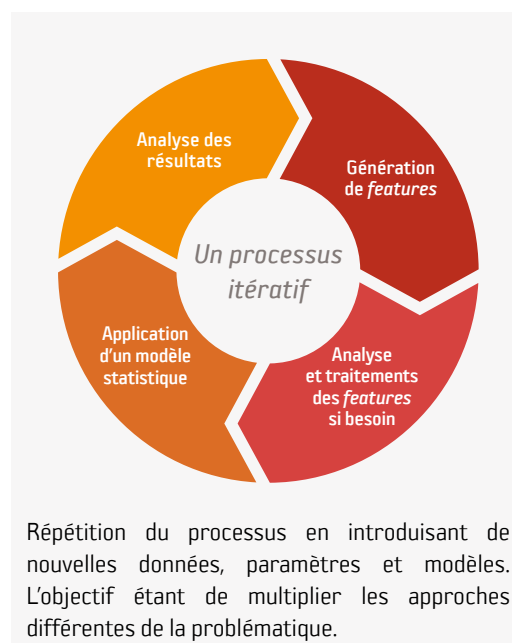 Analyse des
résultats
Génération
de features
Un processus
itératif
Application
d'un modèle
statistique
Analyse
et traitements
des features
si besoin
Répétition du processus en introduisant de
nouvelles données, paramètres et modèles.
L'objectif étant de multiplier les approches
différentes de la problématique.